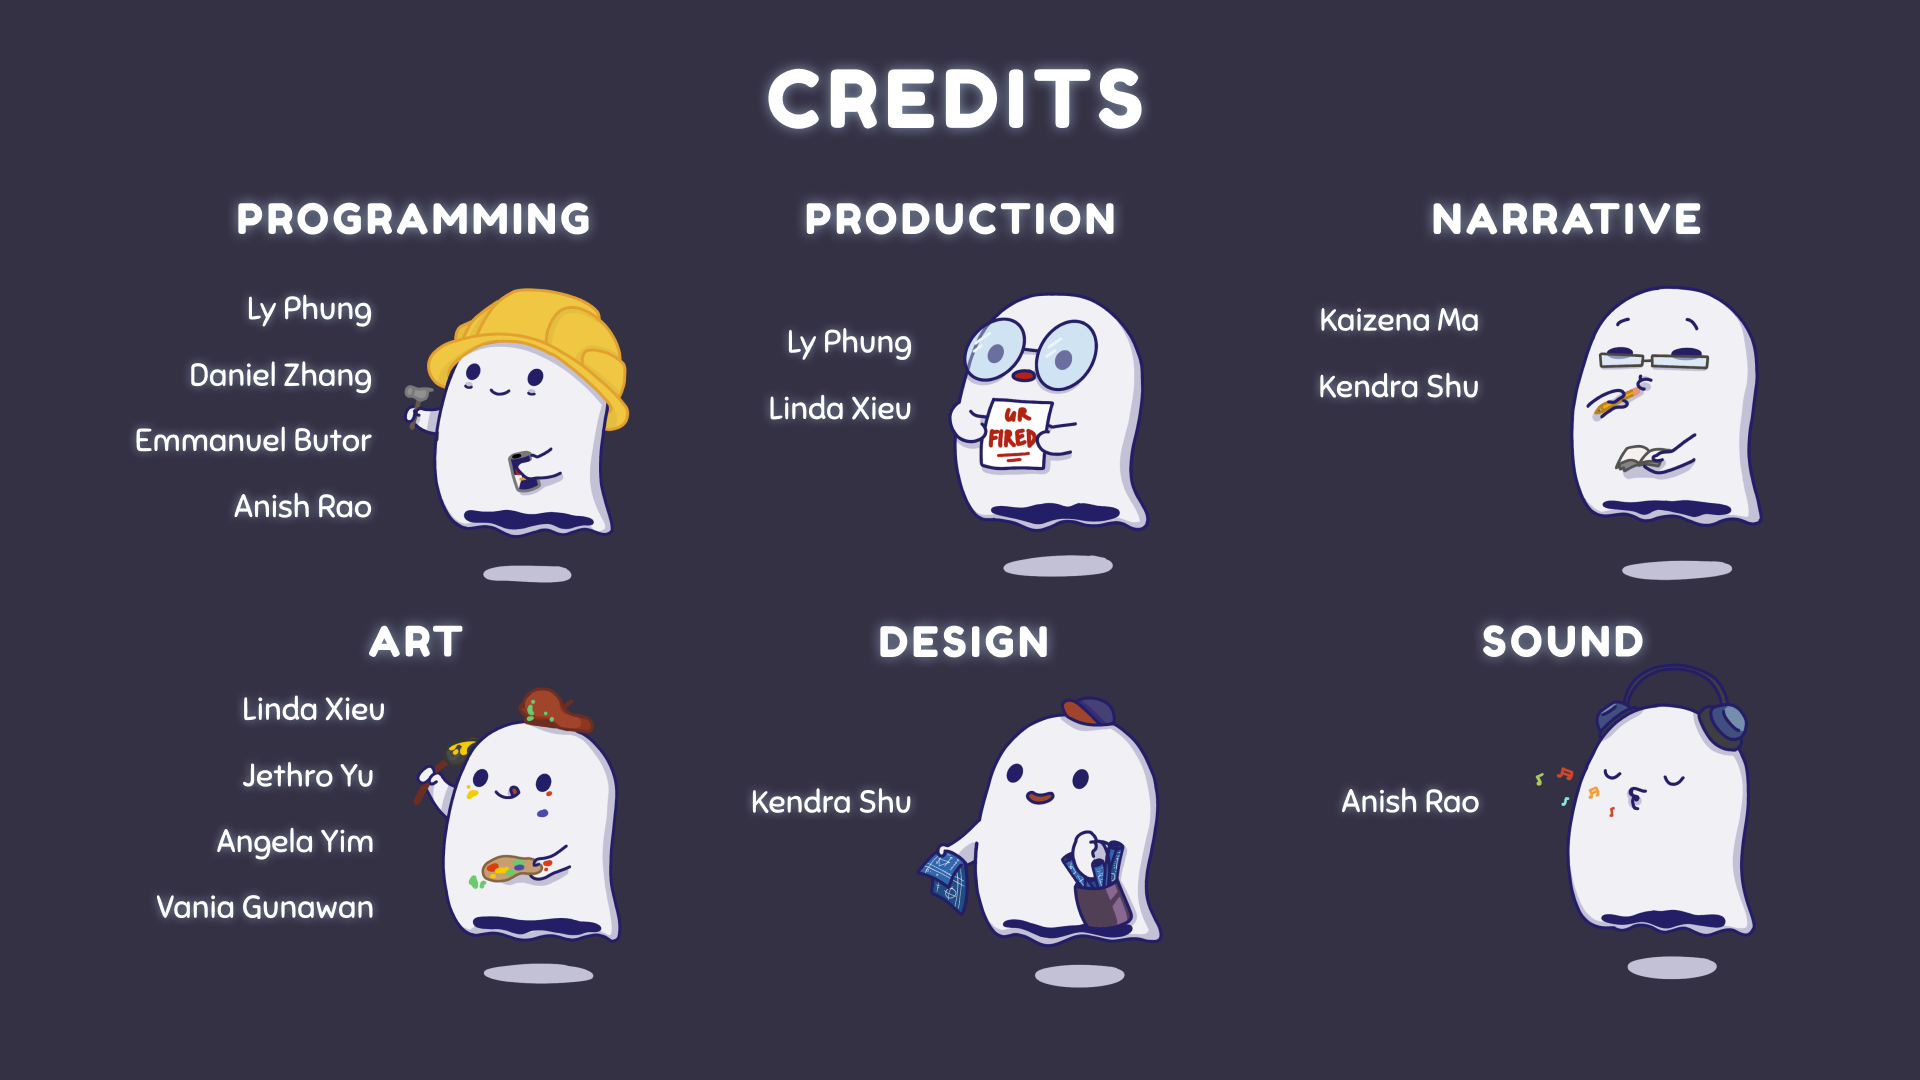 CREDITS
PROGRAMMING
Ly Phung
Daniel Zhang
Emmanuel Butor
Anish Rao
PRODUCTION
Ly Phung
Linda Xieu
UR
FIRED
NARRATIVE
Kaizena Ma
Kendra Shu
ART
Linda Xieu
Jethro Yu
Angela Yim
Vania Gunawan
DESIGN
Kendra Shu
SOUND
Anish Rao